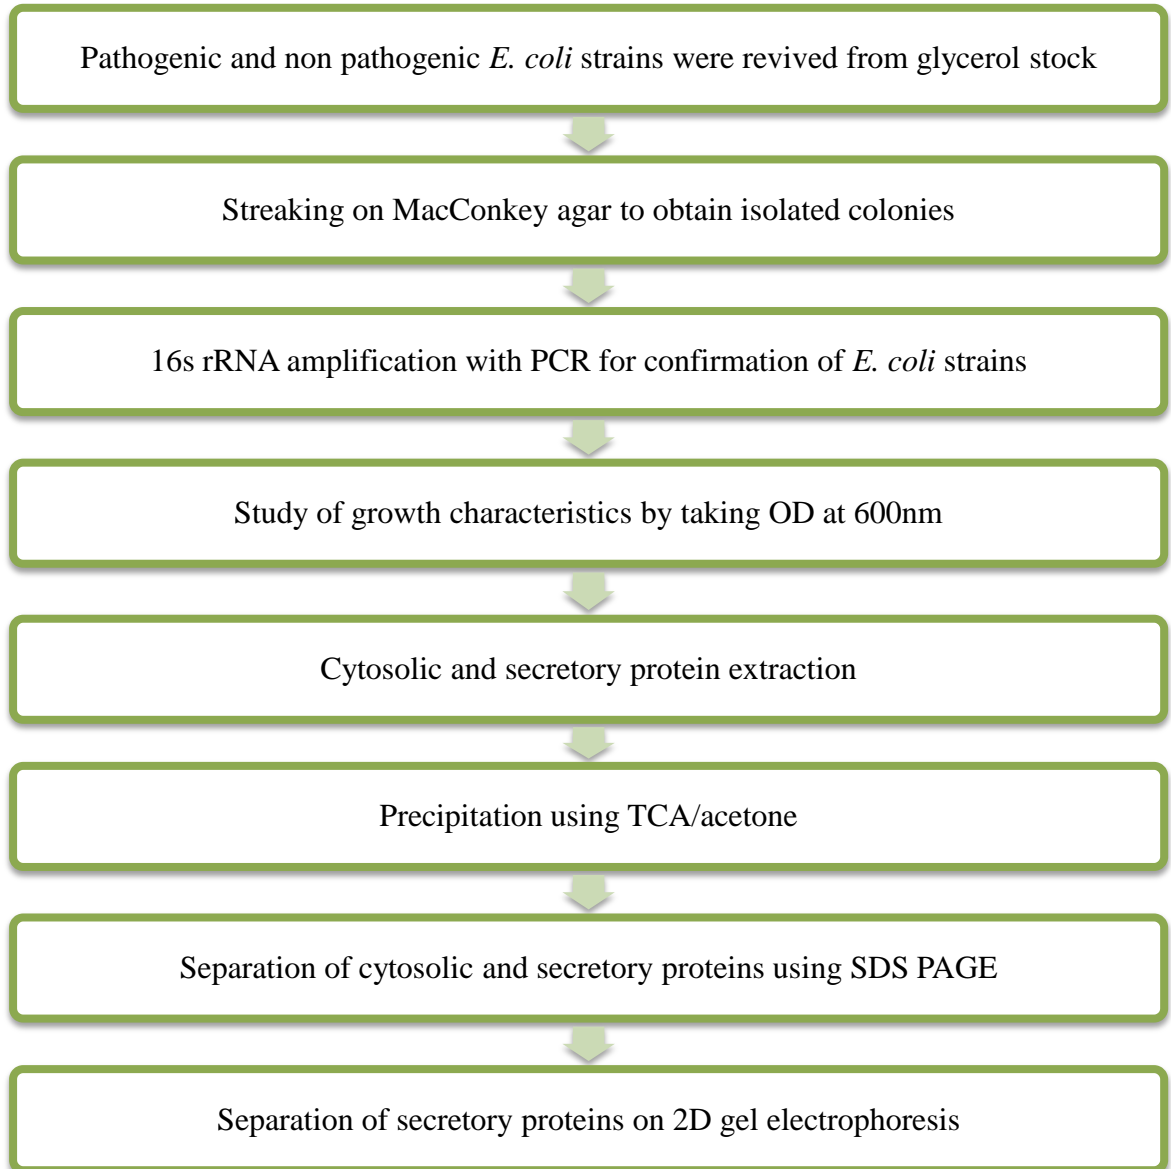 Pathogenic and non pathogenic E. coli strains were revived from glycerol stock
Streaking on MacConkey agar to obtain isolated colonies
16s rRNA amplification with PCR for confirmation of E. coli strains
Study of growth characteristics by taking OD at 600nm
Cytosolic and secretory protein extraction
Precipitation using TCA/acetone
Separation of cytosolic and secretory proteins using SDS PAGE
Separation of secretory proteins on 2D gel electrophoresis